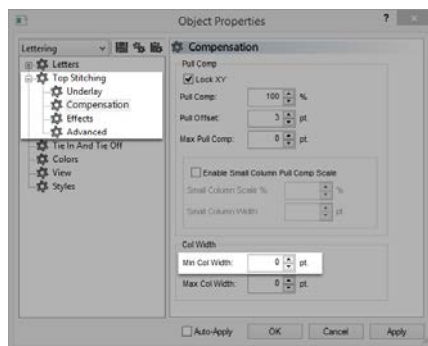 Object Properties ?
Lettering
Letters
Top Stitching
Underlay
Compensation
Effects
Advanced
Tie In And Tie Off
Colors
View
Styles
Compensation
Pull Comp
Lock XY
Pull Comp: 100 %
Pull Offset: 3 pt.
Max Pull Comp: 0 pt.
Enable Small Column Pull Comp Scale
Small Column Scale % %
Small Column Width pt
Col Width
Min Col Width: 0 pt.
Max Col Width: 0 pt.
Auto-Apply OK Cancel Apply